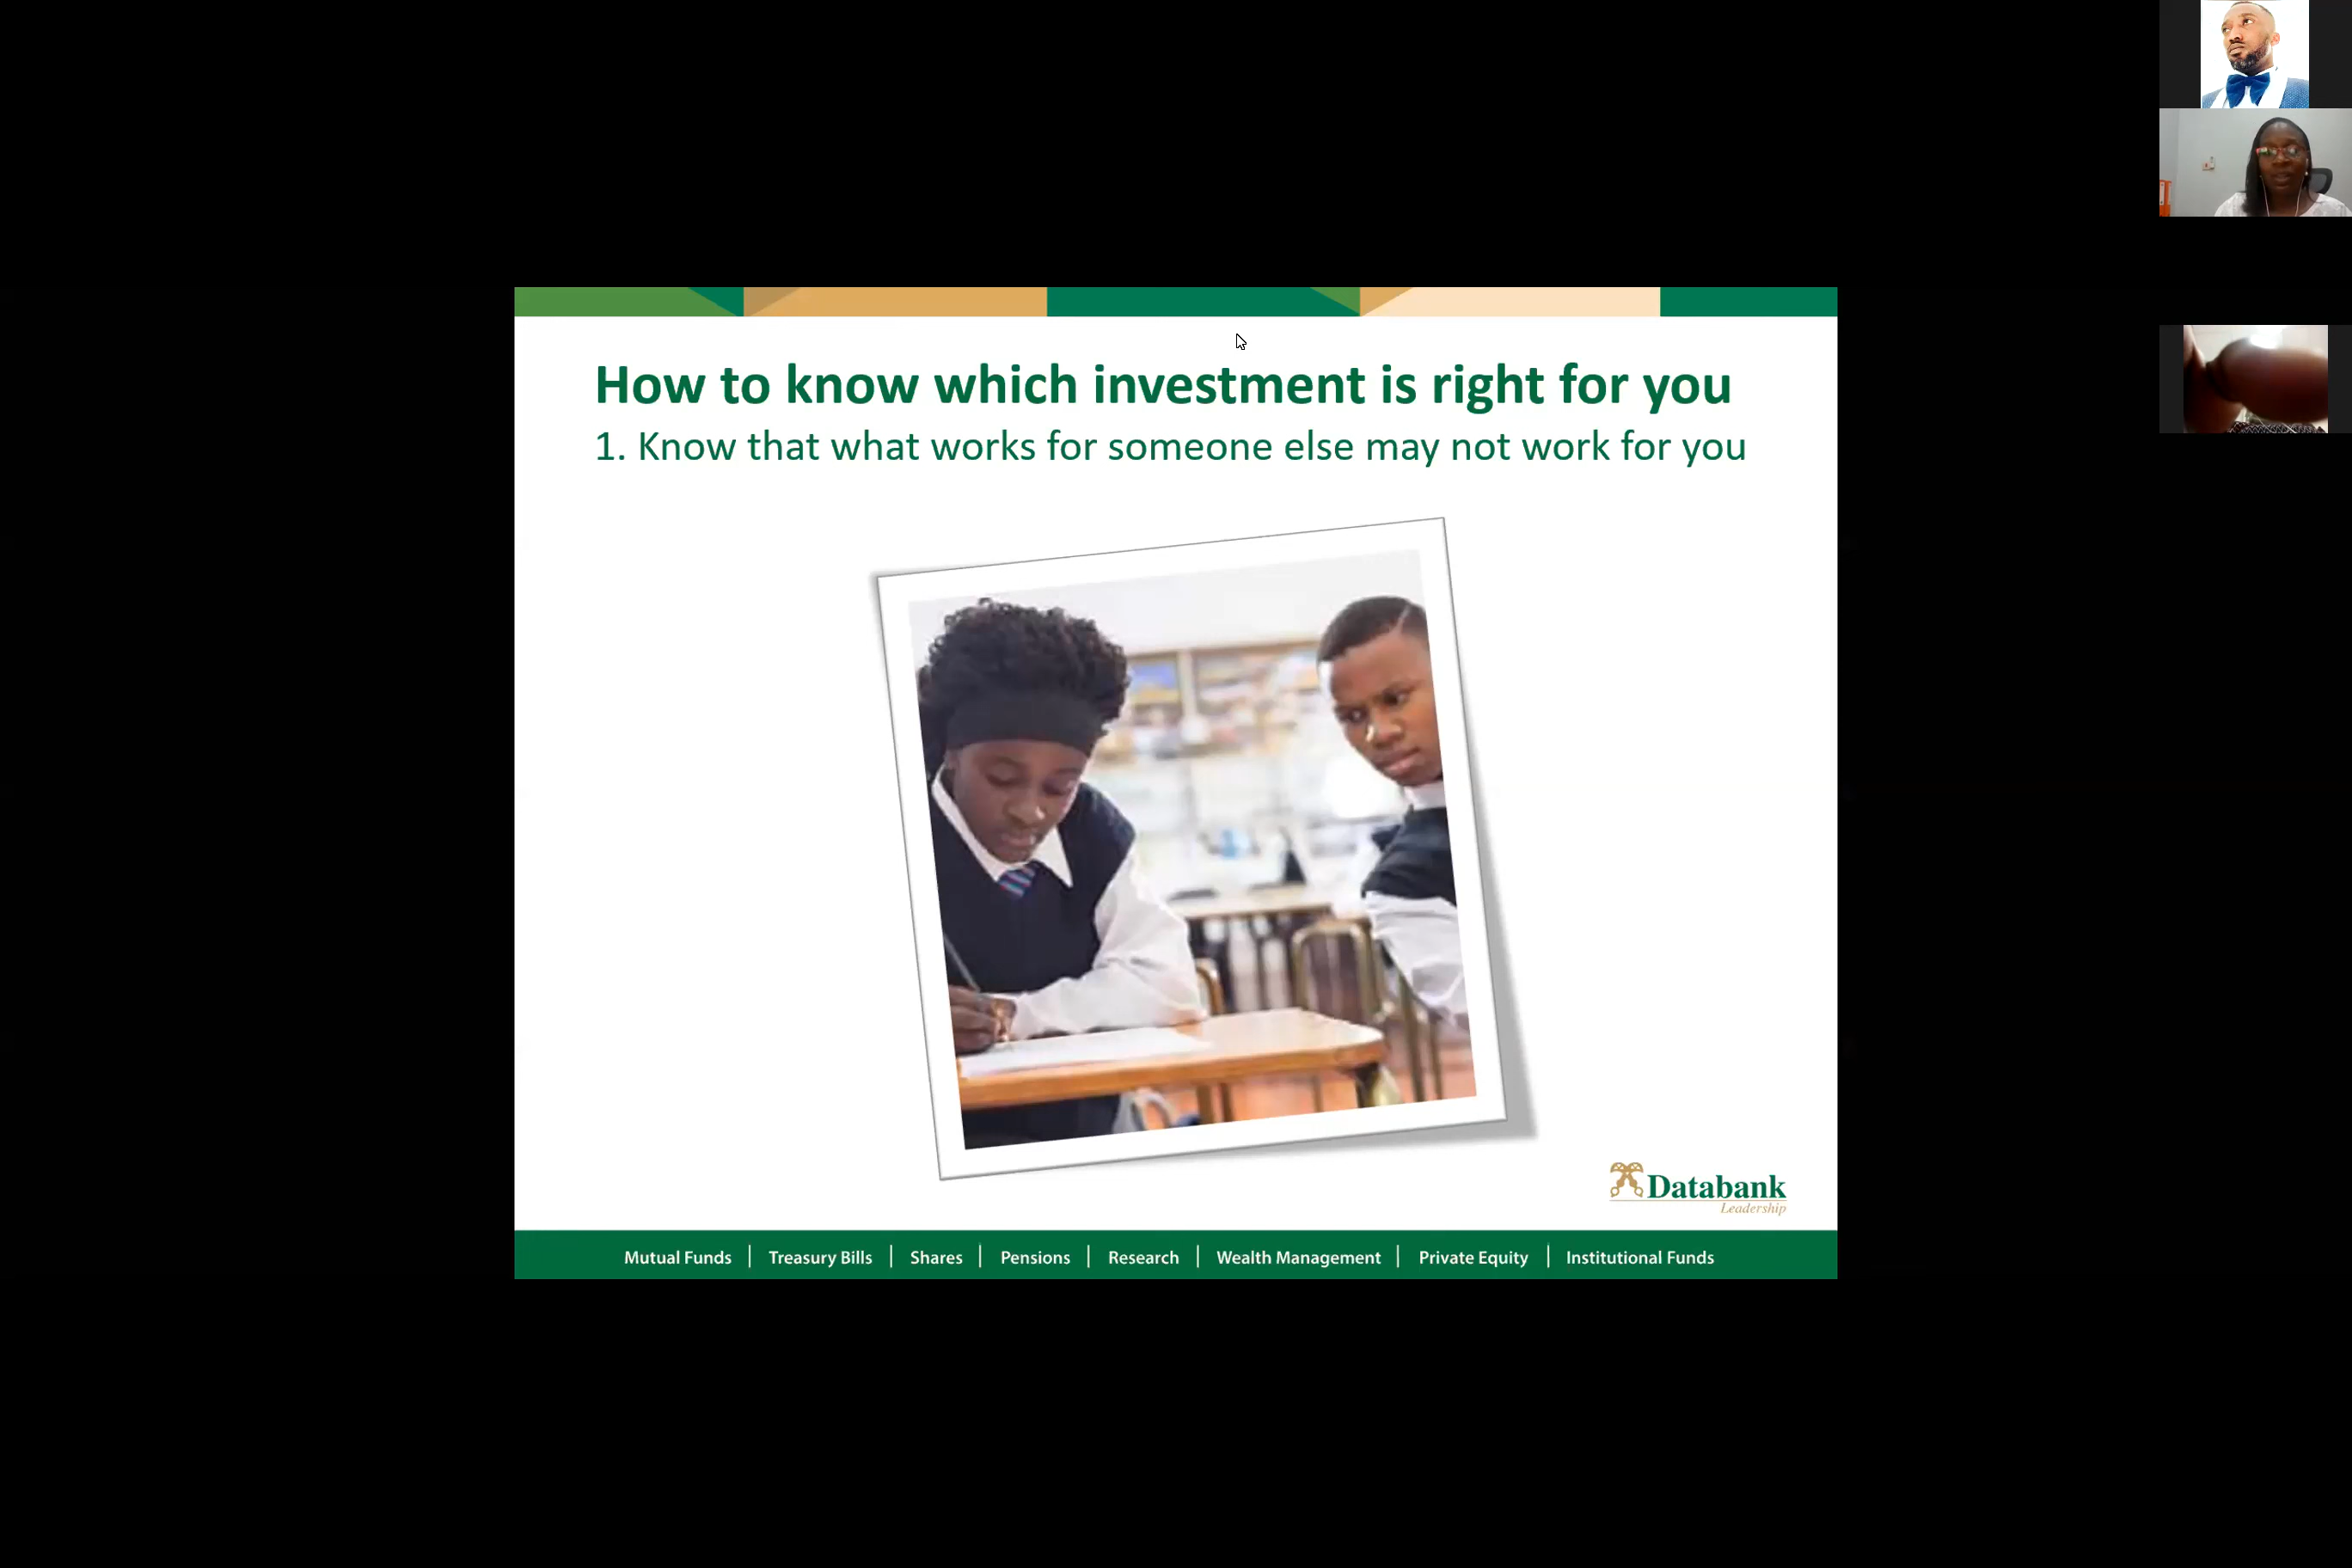 How to know which investment is right for you
1. Know that what works for someone else may not work for you
Databank
Leadership
Mutual Funds | Treasury Bills | Shares | Pensions | Research | Wealth Management | Private Equity | Institutional Funds